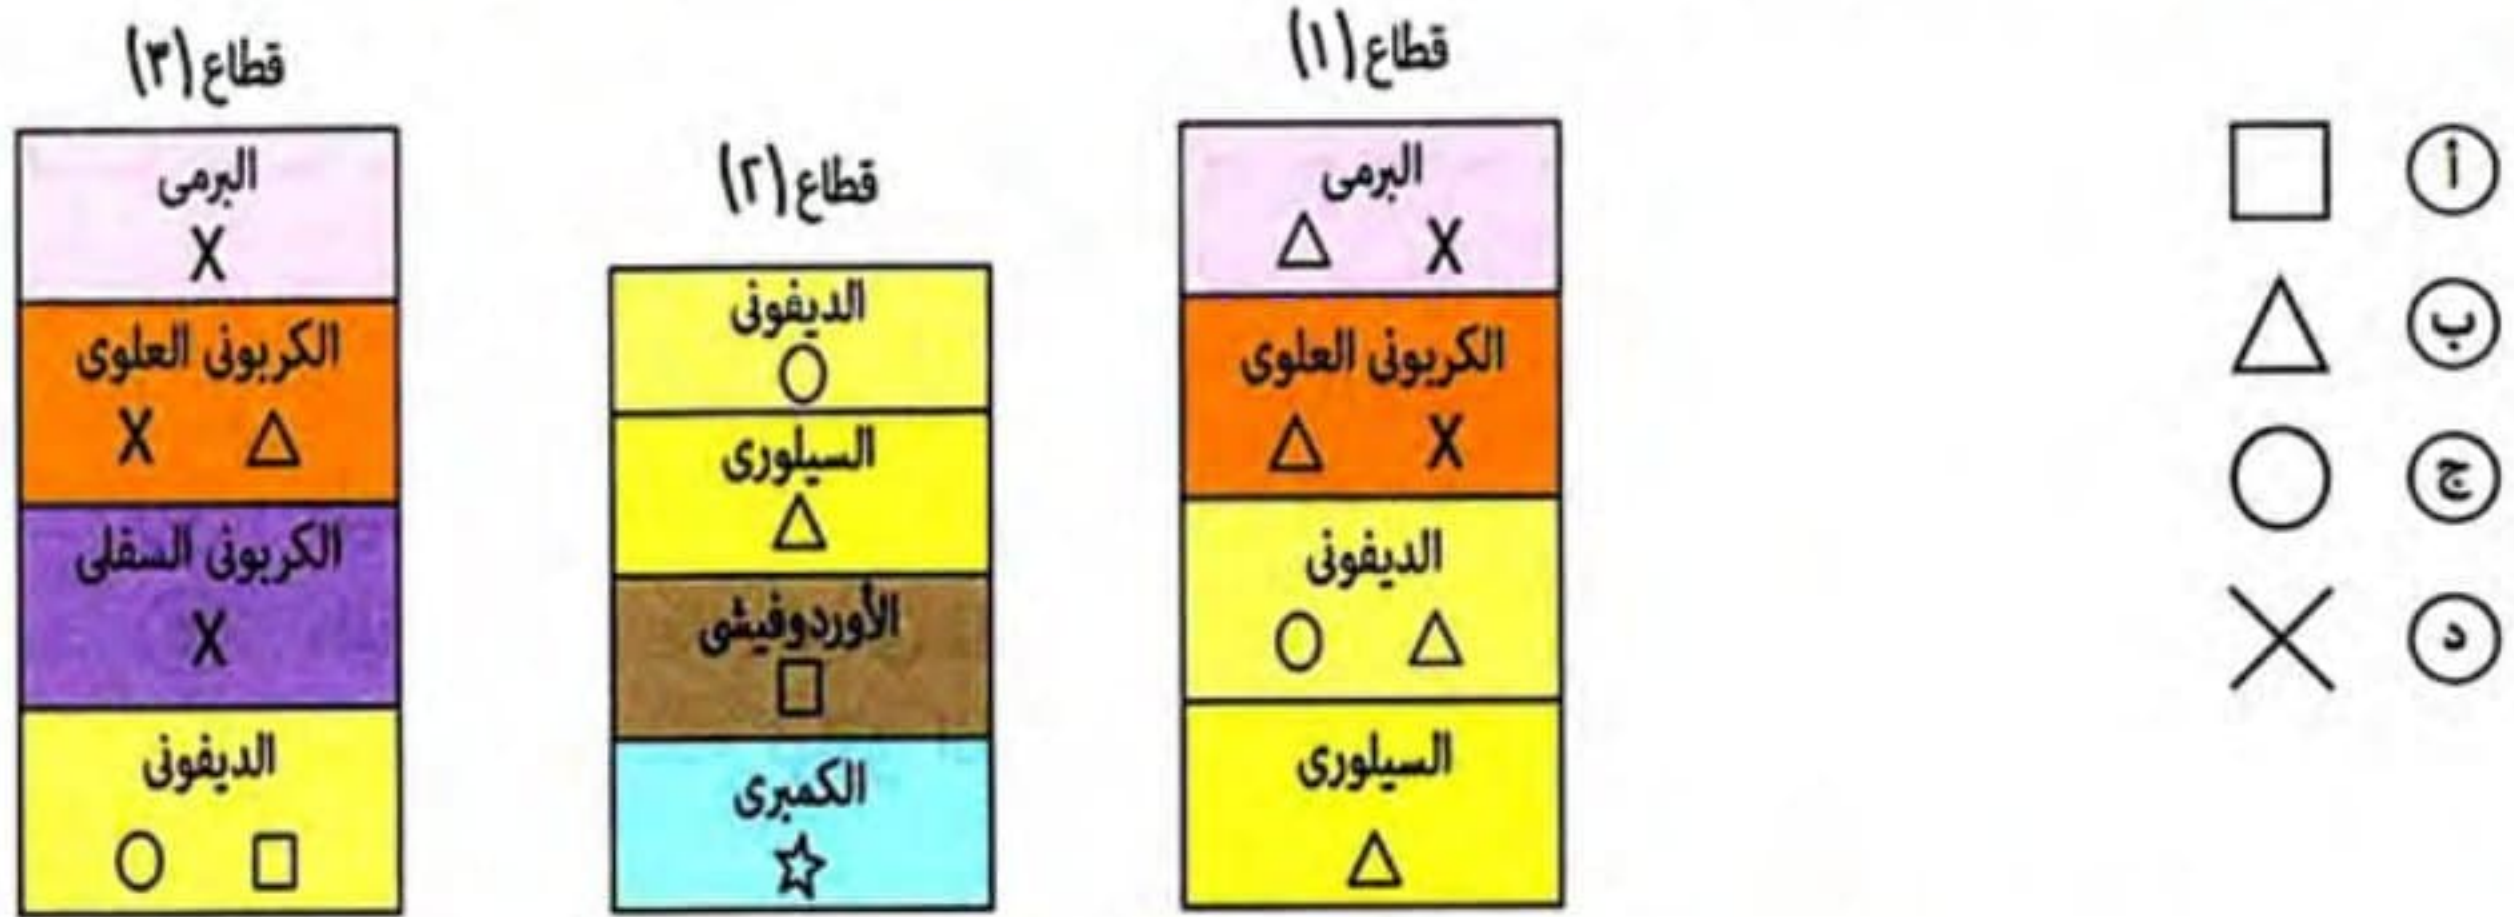 قطاع (١)
البرمى
X
الكربونى العلوى
X
الديفونى
السيلورى
قطاع (٢)
الديفونى
السيلورى
الأوردوفيشى
الكمبرى
قطاع (٣)
البرمى
X
الكربونى العلوى
X
الكربونى السفلى
X
الديفونى
أ
ب
ج
د